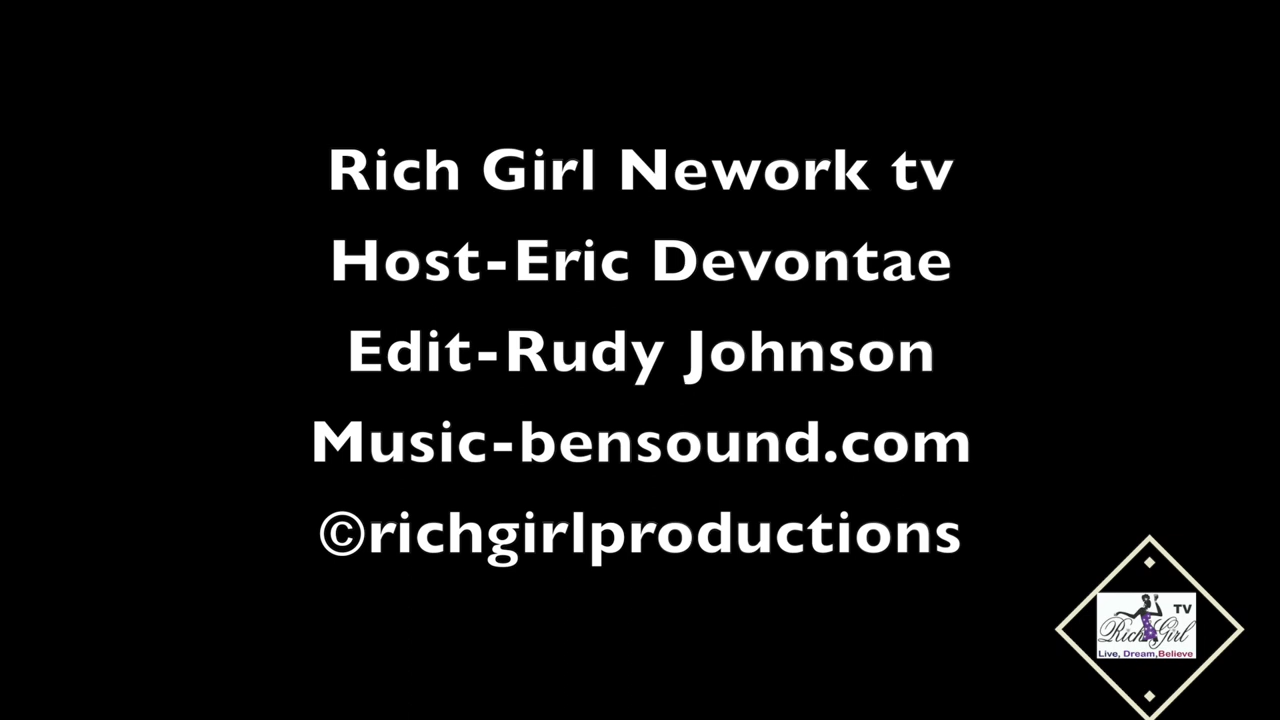 Rich Girl Nework tv
Host-Eric Devontae
Edit-Rudy Johnson
Music-bensound.com
©richgirlproductions
TV
Rich Girl
Live, Dream,Believe